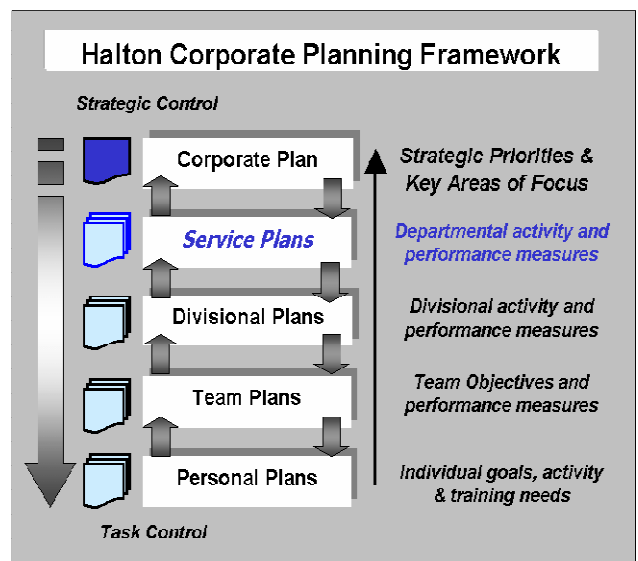 Halton Corporate Planning Framework
Strategic Control
Corporate Plan
Strategic Priorities &
Key Areas of Focus
Service Plans
Departmental activity and
performance measures
Divisional Plans
Divisional activity and
performance measures
Team Plans
Team Objectives and
performance measures
Personal Plans
Individual goals, activity
& training needs
Task Control